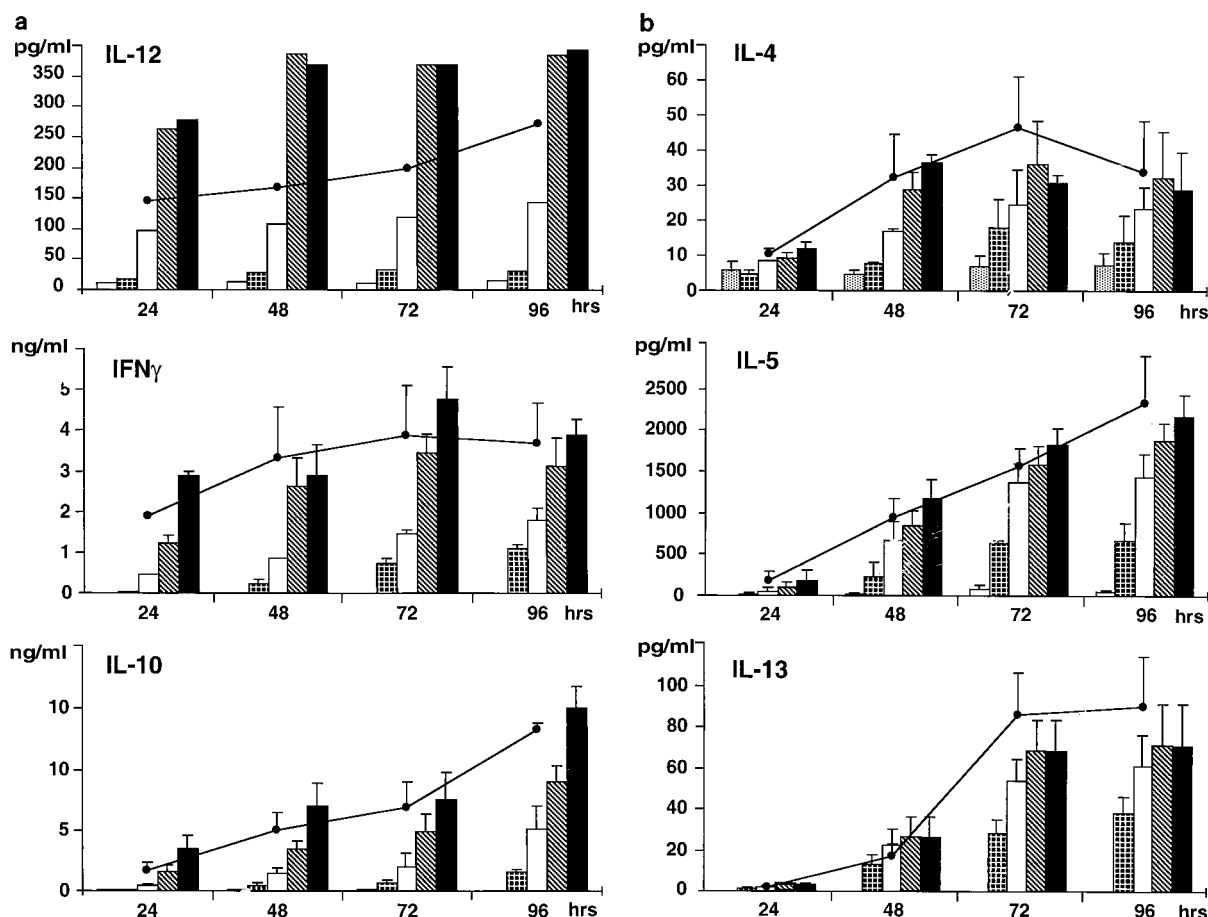 a
pg/ml
IL-12
350
300
250
200
150
100
50
0
24 48 72 96 hrs
ng/ml
IFNγ
5
4
3
2
1
0
24 48 72 96 hrs
ng/ml
IL-10
10
10
5
0
24 48 72 96 hrs
b
pg/ml
IL-4
60
50
40
30
20
10
0
24 48 72 96 hrs
pg/ml
IL-5
2500
2000
1500
1000
500
0
24 48 72 96 hrs
pg/ml
IL-13
100
80
60
40
20
0
24 48 72 96 hrs